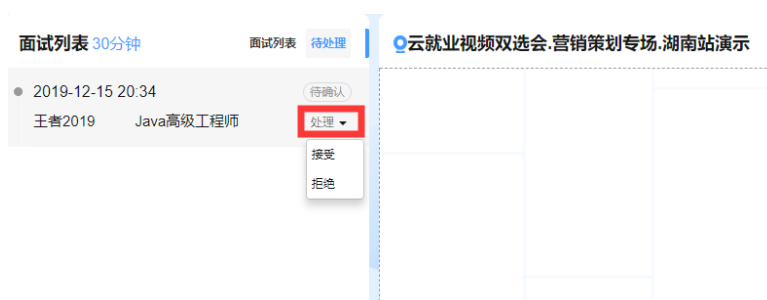 面试列表 30分钟 面试列表 待处理
云就业视频双选会.营销策划专场.湖南站演示
2019-12-15 20:34 待确认
王者2019 Java高级工程师 处理
接受
拒绝